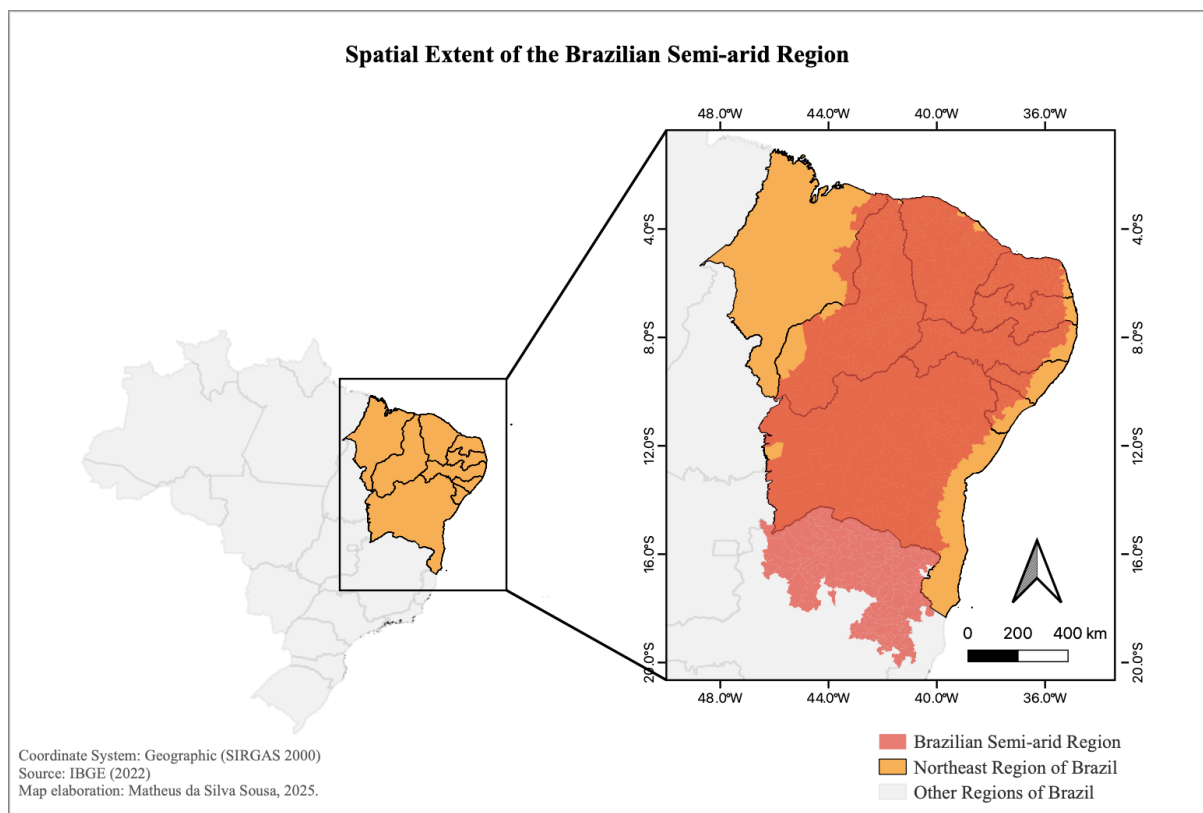 Spatial Extent of the Brazilian Semi-arid Region
48.0°W 44.0°W 40.0°W 36.0°W
4.0°S 4.0°S
8.0°S 8.0°S
12.0°S 12.0°S
16.0°S 16.0°S
0 200 400 km
20.0°S 20.0°S
48.0°W 44.0°W 40.0°W 36.0°W
Brazilian Semi-arid Region
Northeast Region of Brazil
Other Regions of Brazil
Coordinate System: Geographic (SIRGAS 2000)
Source: IBGE (2022)
Map elaboration: Matheus da Silva Sousa, 2025.